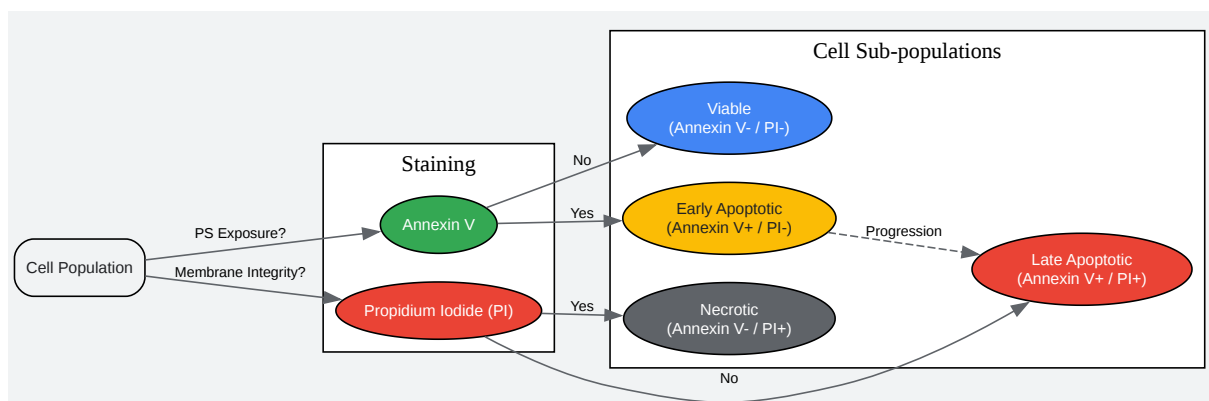 Cell Sub-populations
Viable
(Annexin V- / PI-)
Staining
No
Annexin V
Yes
Early Apoptotic
(Annexin V+ / PI-)
PS Exposure?
Progression
Cell Population
Membrane Integrity?
Late Apoptotic
(Annexin V+ / PI+)
Propidium Iodide (PI)
Yes
Necrotic
(Annexin V- / PI+)
No